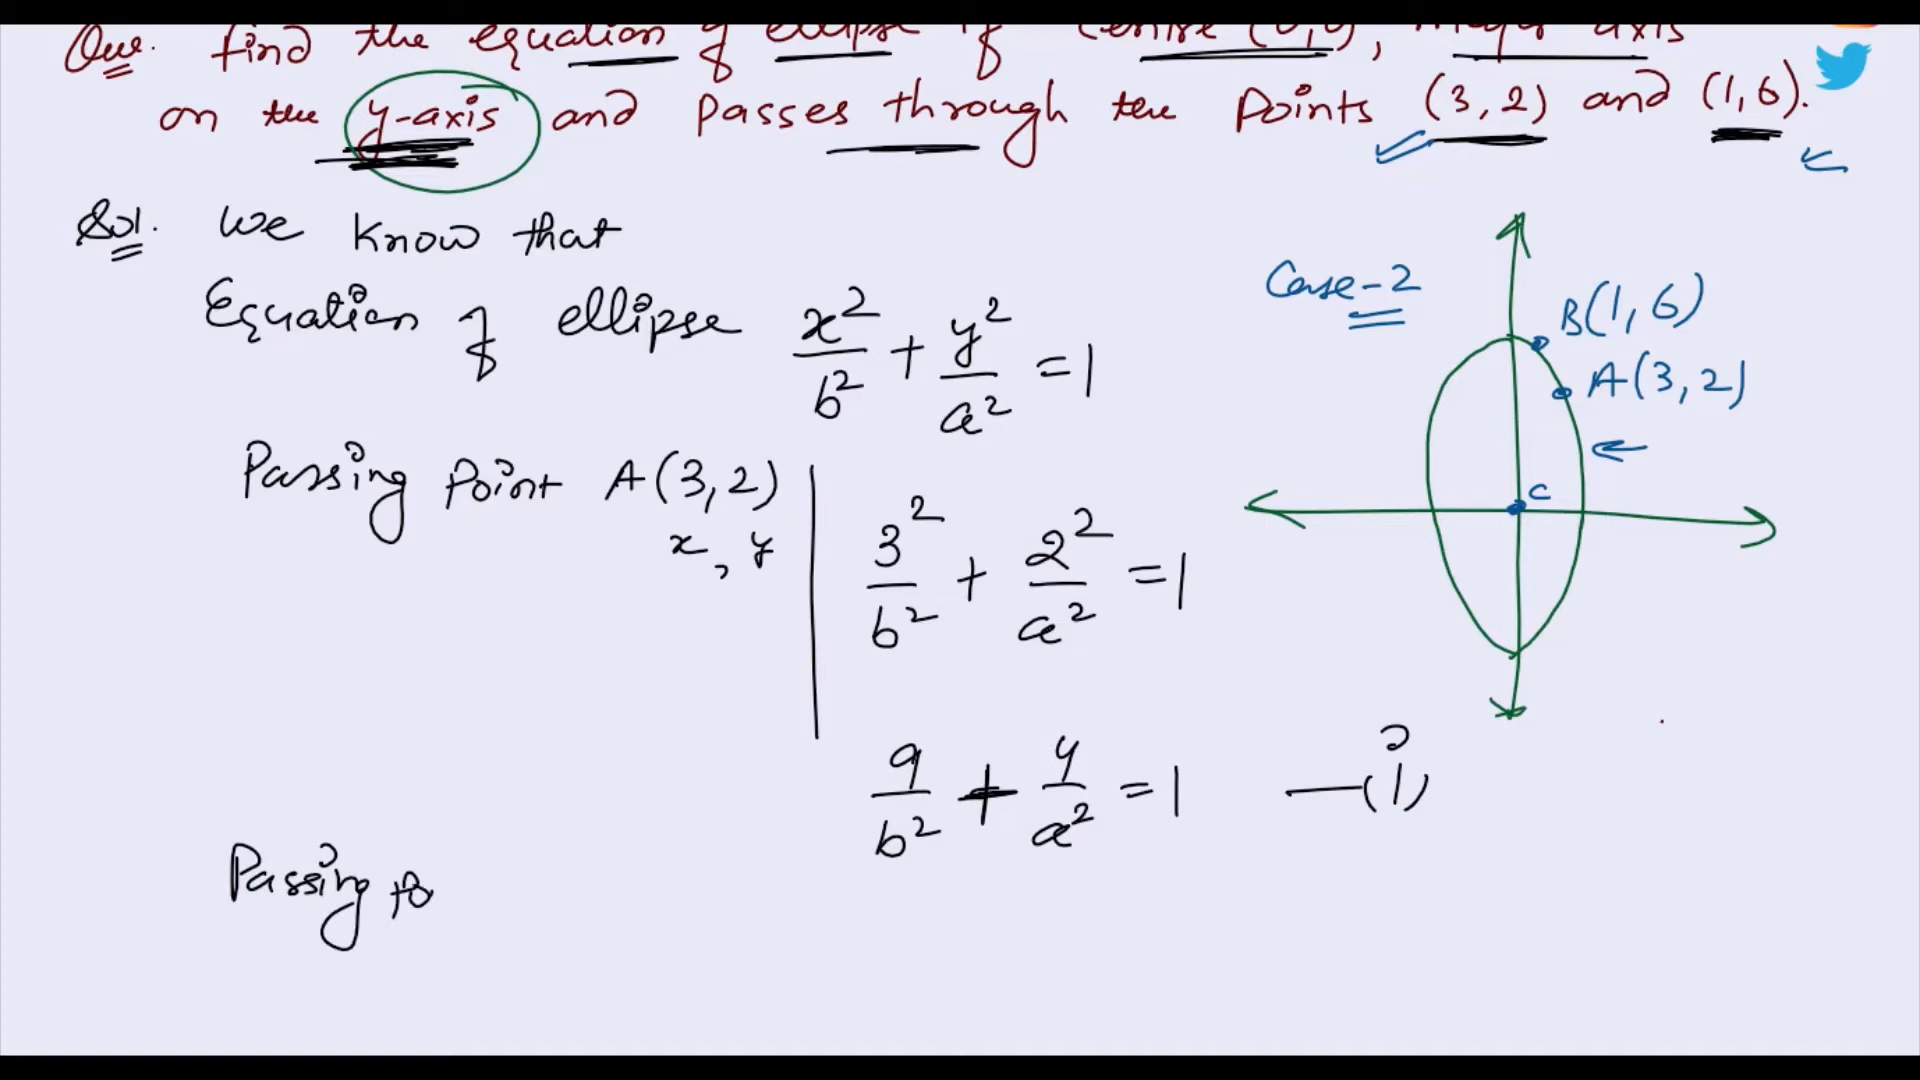 Que. find the equation of ellipse if Centre (0,0), Major axis
on the y-axis and passes through the Points (3,2) and (1,6).
Sol. We know that
Equation of ellipse x²/b² + y²/a² = 1
Passing Point A(3,2)
x, y
3²/b² + 2²/a² = 1
9/b² + 4/a² = 1 —(1)
Passing to
Case-2
B(1,6)
A(3,2)
C